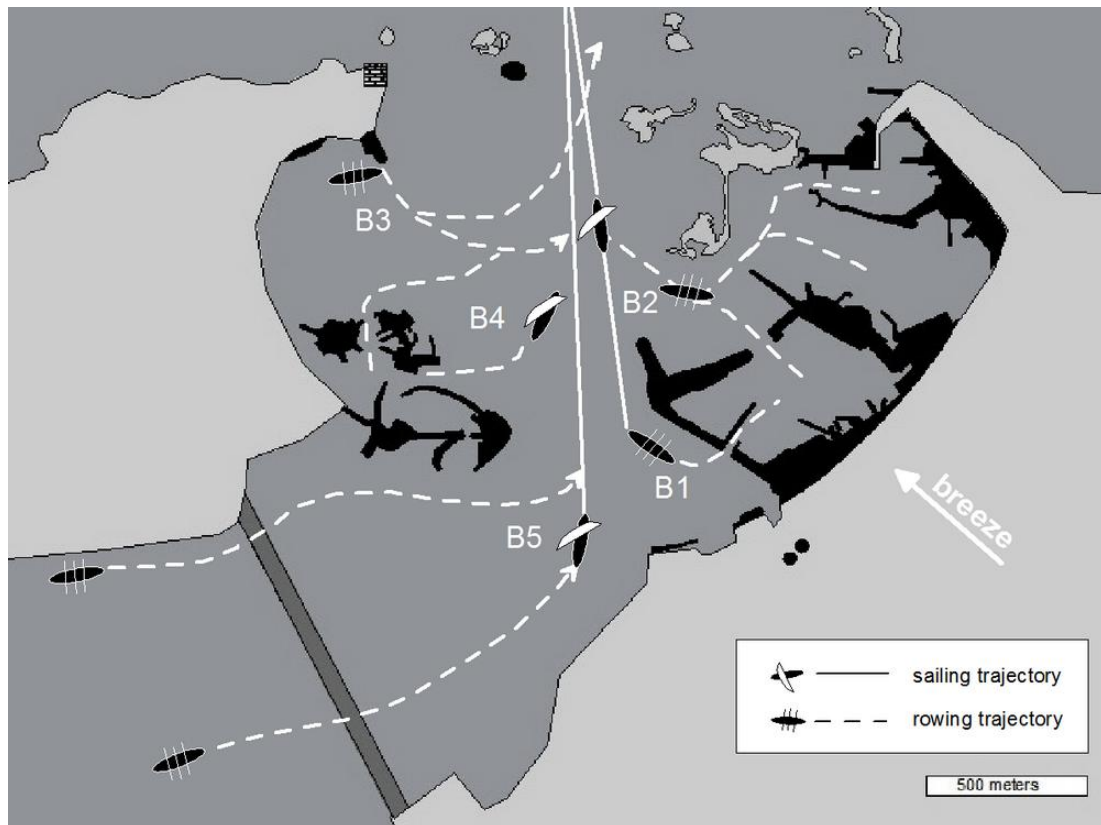 B3
B2
B4
B1
B5
breeze
sailing trajectory
rowing trajectory
500 meters